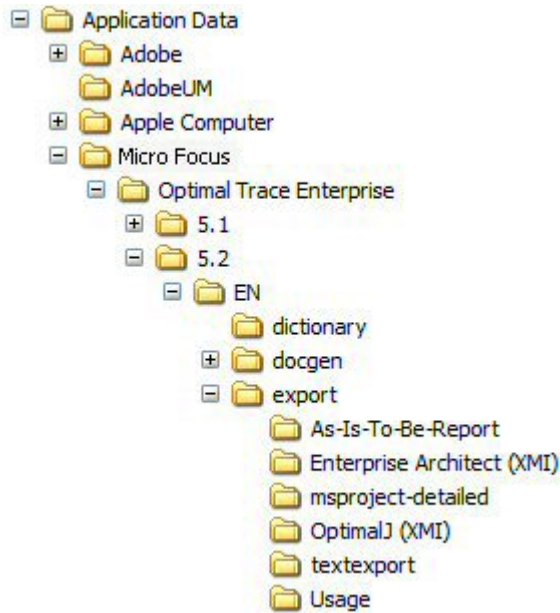 Application Data
Adobe
AdobeUM
Apple Computer
Micro Focus
Optimal Trace Enterprise
5.1
5.2
EN
dictionary
docgen
export
As-Is-To-Be-Report
Enterprise Architect (XMI)
msproject-detailed
OptimalJ (XMI)
textexport
Usage